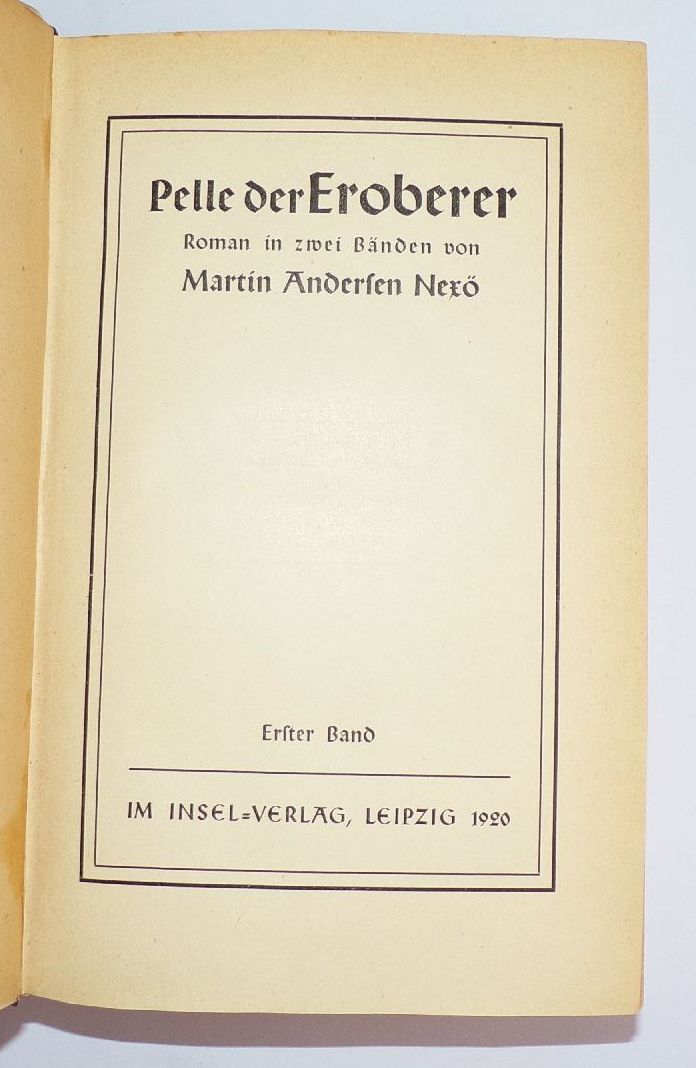 Pelle der Eroberer
Roman in zwei Bänden von
Martin Anderſen Nexö
Erſter Band
IM INSEL=VERLAG, LEIPZIG 1920